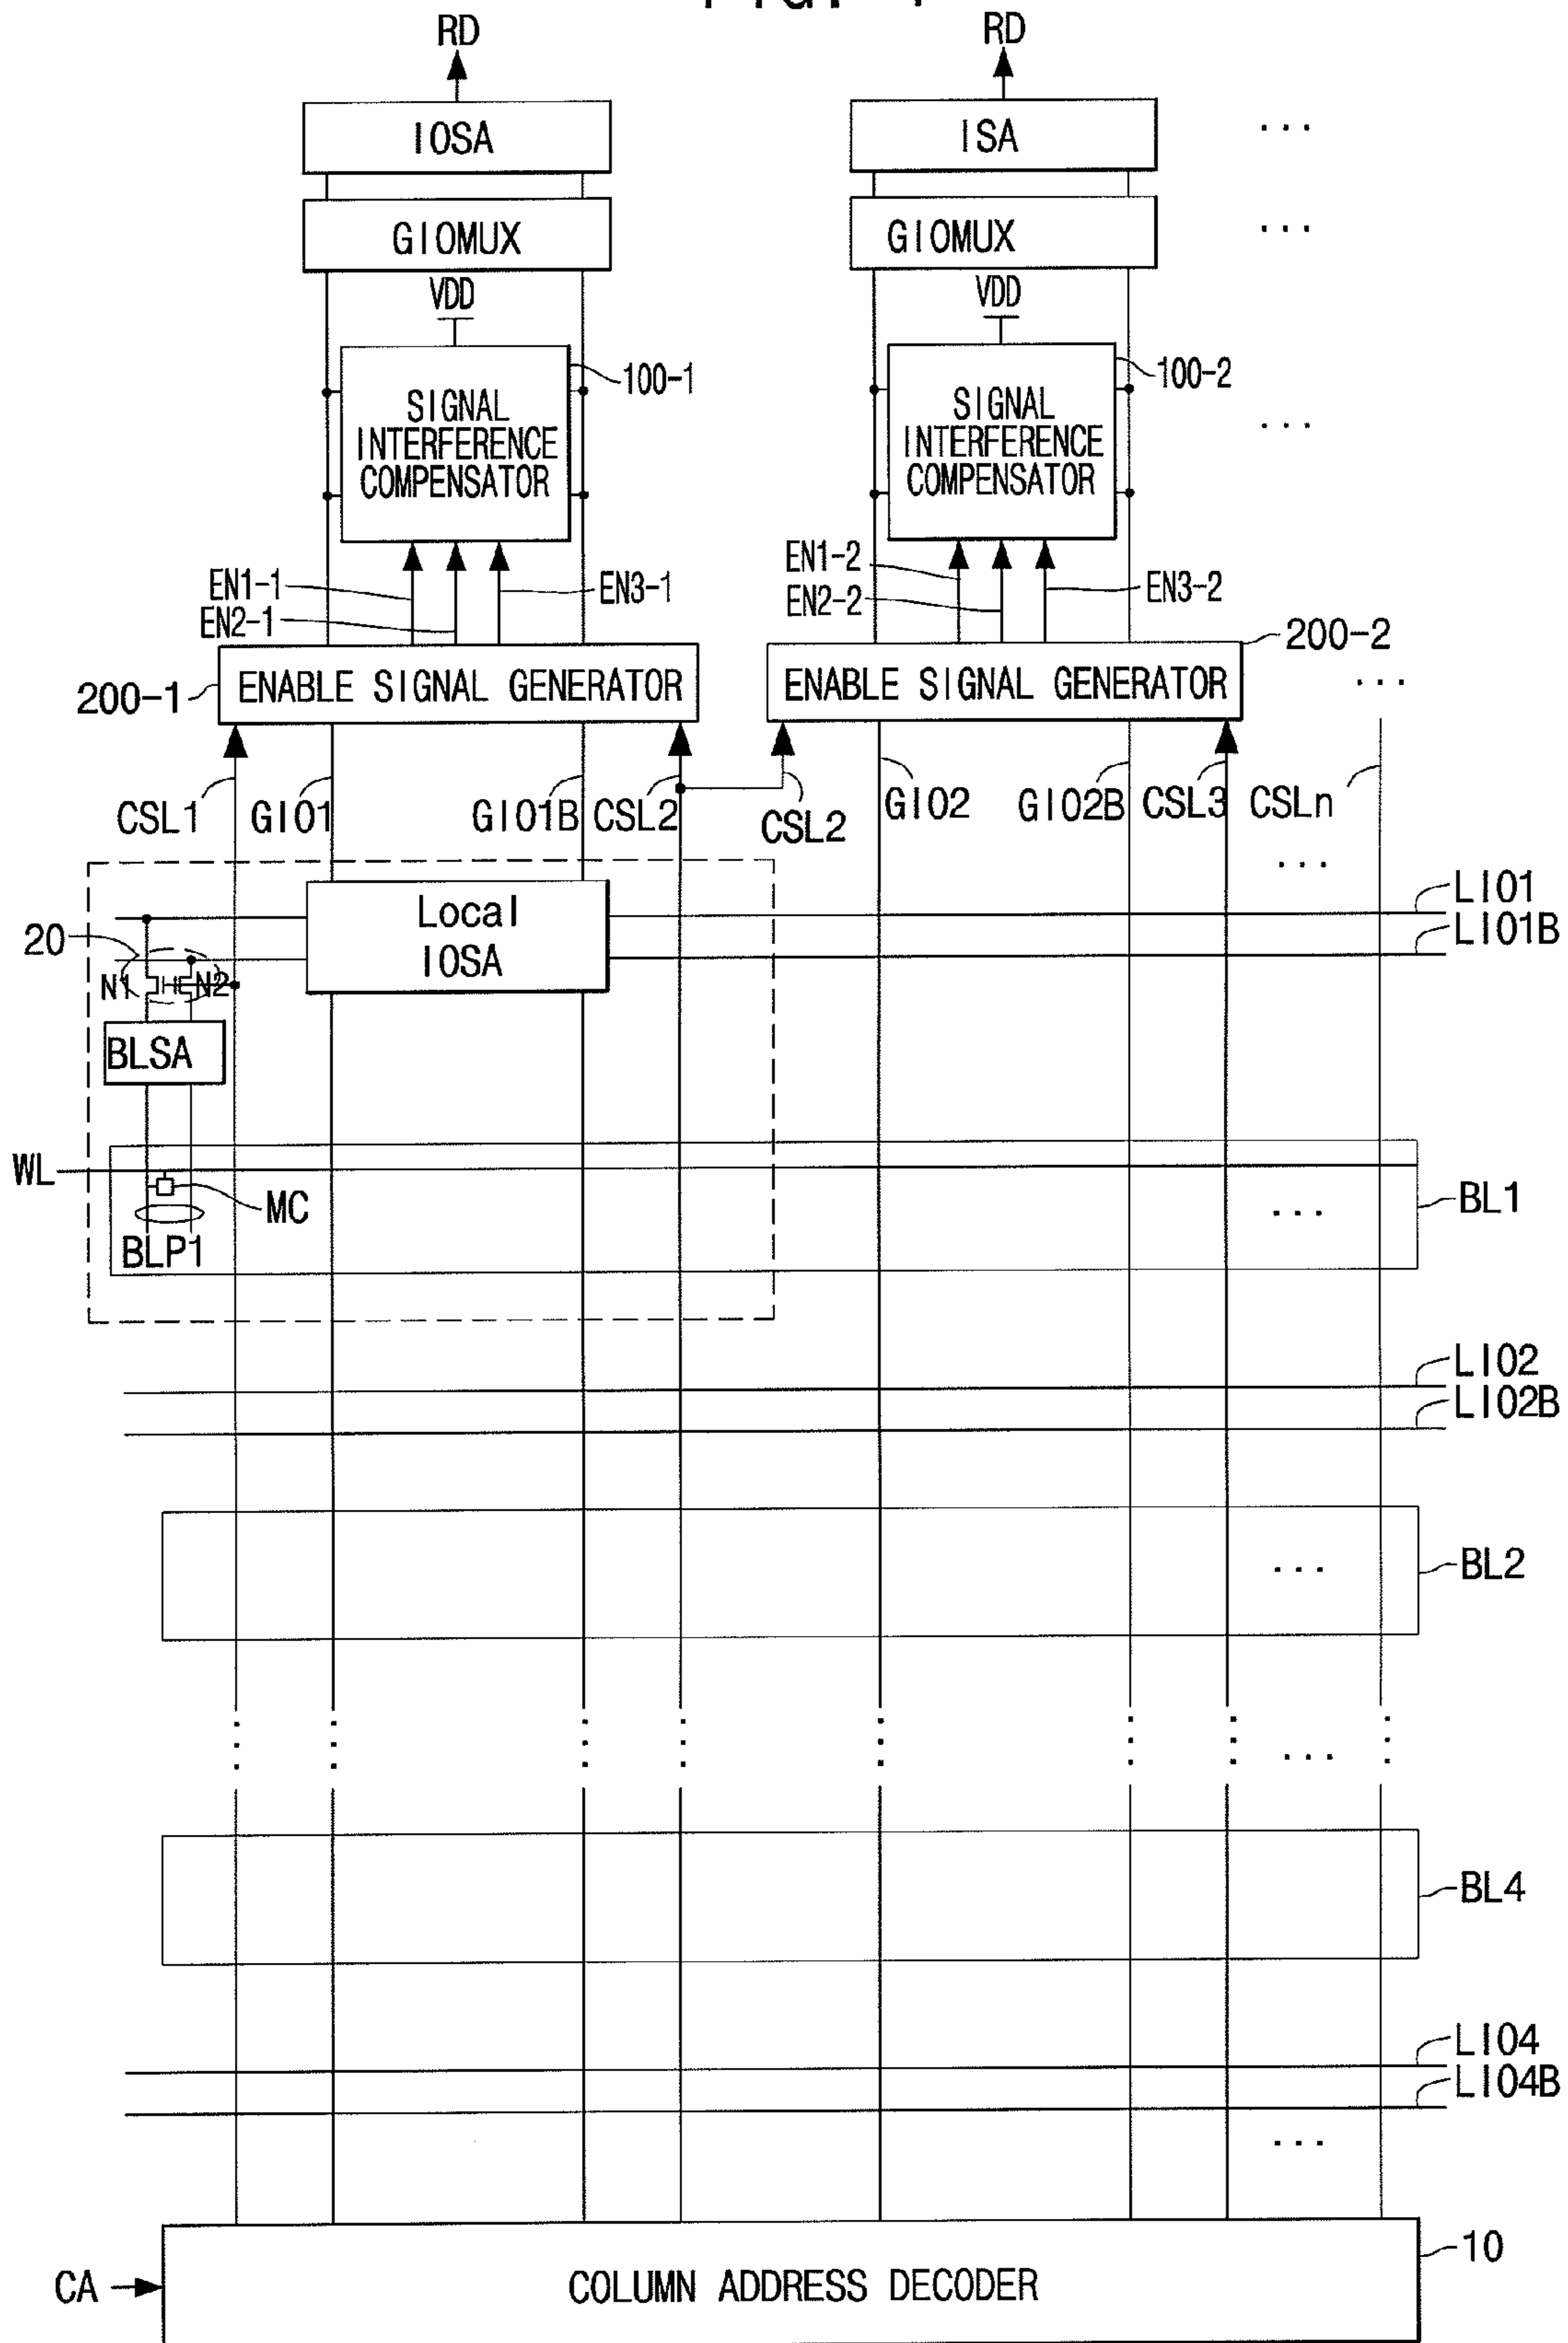 RD RD
IOSA ISA ...
GIOMUX GIOMUX ...
VDD VDD
100-1 100-2
SIGNAL INTERFERENCE COMPENSATOR
SIGNAL INTERFERENCE COMPENSATOR ...
EN1-1 EN3-1 EN1-2 EN3-2
EN2-1 EN2-2
200-1 ENABLE SIGNAL GENERATOR ENABLE SIGNAL GENERATOR 200-2 ...
CSL1 GIO1 GIO1B CSL2 CSL2 GIO2 GIO2B CSL3 CSLn
...
Local IOSA
LIO1
LIO1B
20
N1 N2
BLSA
WL
MC
BLP1
... BL1
LIO2
LIO2B
... BL2
...
BL4
LIO4
LIO4B
...
10
CA COLUMN ADDRESS DECODER